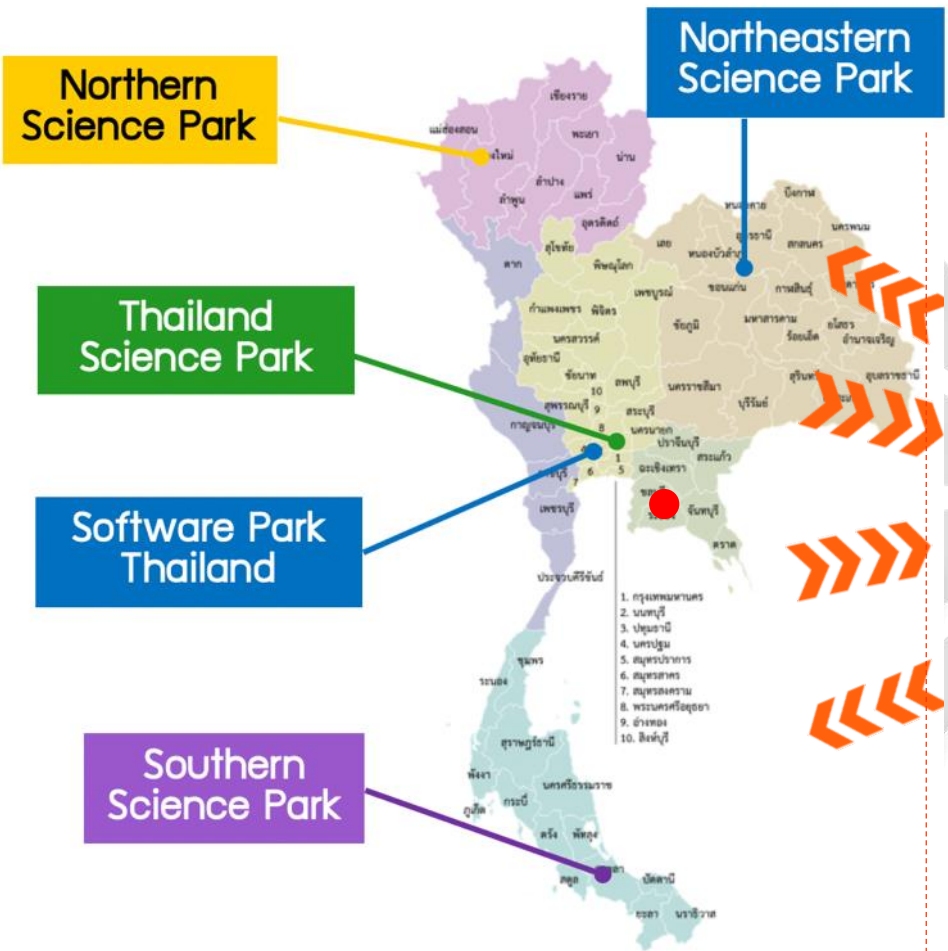 Northeastern
Science Park
Northern
Science Park
เชียงราย
แม่ฮ่องสอน
พะเยา
น่าน
ลำปาง
แพร่
ลำพูน
อุตรดิตถ์
บึงกาฬ
นครพนม
สุโขทัย
เลย
สกลนคร
ตาก
พิษณุโลก
ขอนแก่น
กาฬสินธุ์
เพชรบูรณ์
Thailand
Science Park
กำแพงเพชร
พิจิตร
มหาสารคาม
ชัยภูมิ
ยโสธร
ร้อยเอ็ด
อำนาจเจริญ
นครสวรรค์
อุทัยธานี
ชัยนาท
ลพบุรี
นครราชสีมา
อุบลราชธานี
10
สุพรรณบุรี
9
สระบุรี
บุรีรัมย์
กาญจนบุรี
8
นครนายก
ปราจีนบุรี
สระแก้ว
1
6
5
ฉะเชิงเทรา
7
Software Park
Thailand
เพชรบุรี
จันทบุรี
ตราด
ประจวบคีรีขันธ์
1. กรุงเทพมหานคร
2. นนทบุรี
3. ปทุมธานี
4. นครปฐม
5. สมุทรปราการ
6. สมุทรสาคร
7. สมุทรสงคราม
8. พระนครศรีอยุธยา
9. อ่างทอง
10. สิงห์บุรี
ชุมพร
ระนอง
สุราษฎร์ธานี
Southern
Science Park
พังงา
นครศรีธรรมราช
กระบี่
ภูเก็ต
ตรัง
พัทลุง
สตูล
ปัตตานี
ยะลา
นราธิวาส